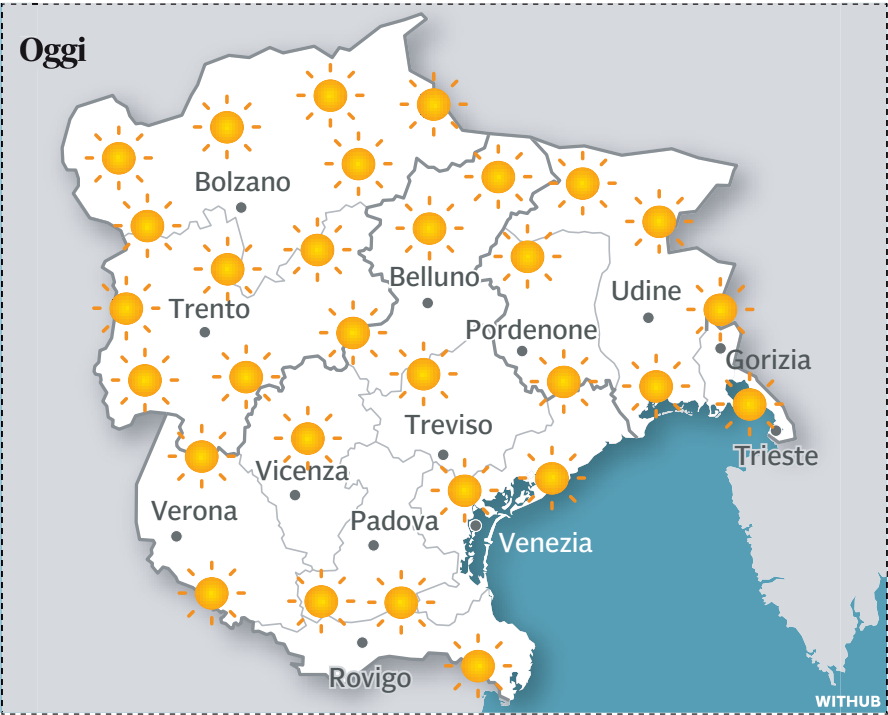 Oggi
Bolzano
Belluno
Udine
Trento
Pordenone
Gorizia
Treviso
Trieste
Vicenza
Verona
Padova
Venezia
Rovigo
WITHUB